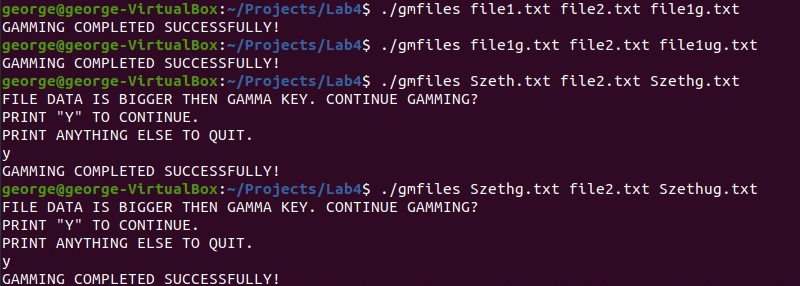 george@george-VirtualBox:~/Projects/Lab4$ ./gmfiles file1.txt file2.txt file1g.txt
GAMMING COMPLETED SUCCESSFULLY!
george@george-VirtualBox:~/Projects/Lab4$ ./gmfiles file1g.txt file2.txt file1ug.txt
GAMMING COMPLETED SUCCESSFULLY!
george@george-VirtualBox:~/Projects/Lab4$ ./gmfiles Szeth.txt file2.txt Szethg.txt
FILE DATA IS BIGGER THEN GAMMA KEY. CONTINUE GAMMING?
PRINT "Y" TO CONTINUE.
PRINT ANYTHING ELSE TO QUIT.
y
GAMMING COMPLETED SUCCESSFULLY!
george@george-VirtualBox:~/Projects/Lab4$ ./gmfiles Szethg.txt file2.txt Szethug.txt
FILE DATA IS BIGGER THEN GAMMA KEY. CONTINUE GAMMING?
PRINT "Y" TO CONTINUE.
PRINT ANYTHING ELSE TO QUIT.
y
GAMMING COMPLETED SUCCESSFULLY!